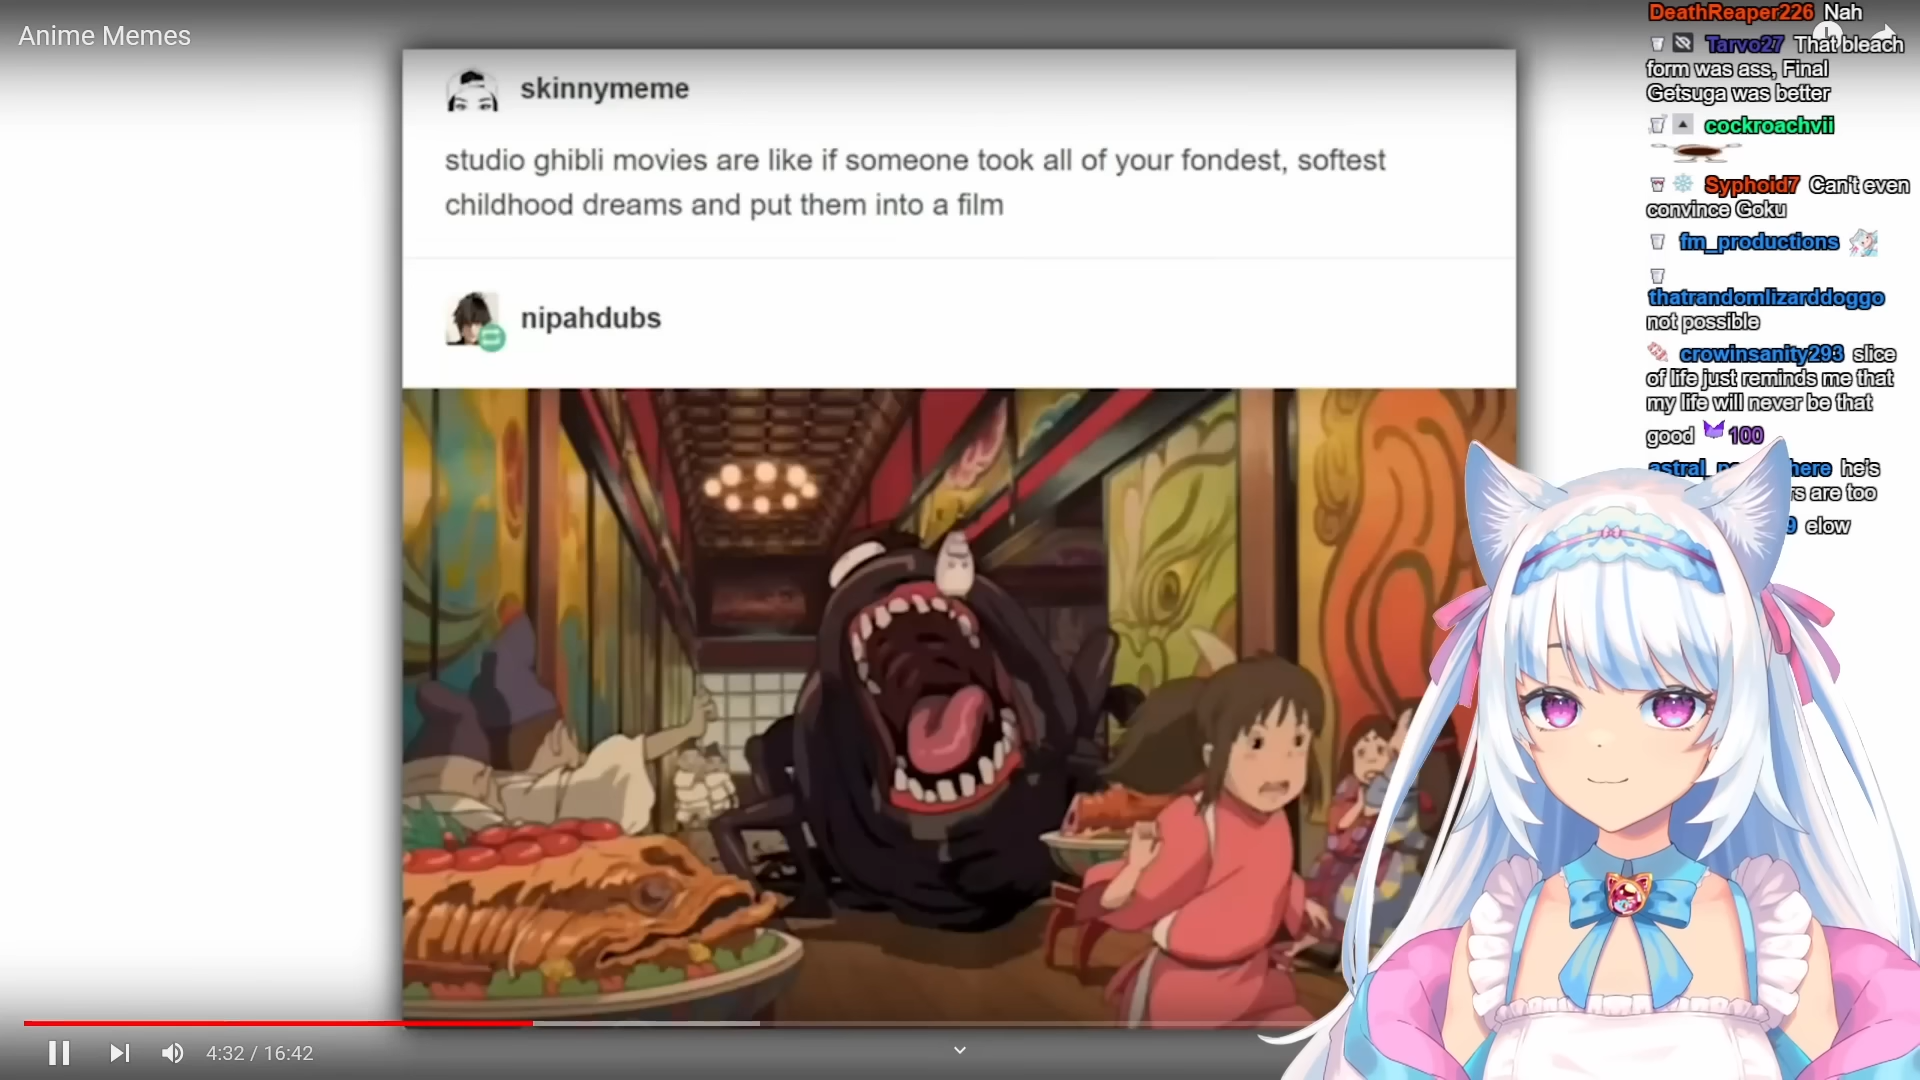 Anime Memes
skinnymeme
studio ghibli movies are like if someone took all of your fondest, softest
childhood dreams and put them into a film
nipahdubs
DeathReaper226 Nah
Tarvo27 That bleach
form was ass, Final
Getsuga was better
cockroachvii
Syphoid7 Can't even
convince Goku
fm_productions
thatrandomlizarddoggo
not possible
crowinsanity293 slice
of life just reminds me that
my life will never be that
good 100
he's
are too
elow
4:32 / 16:42